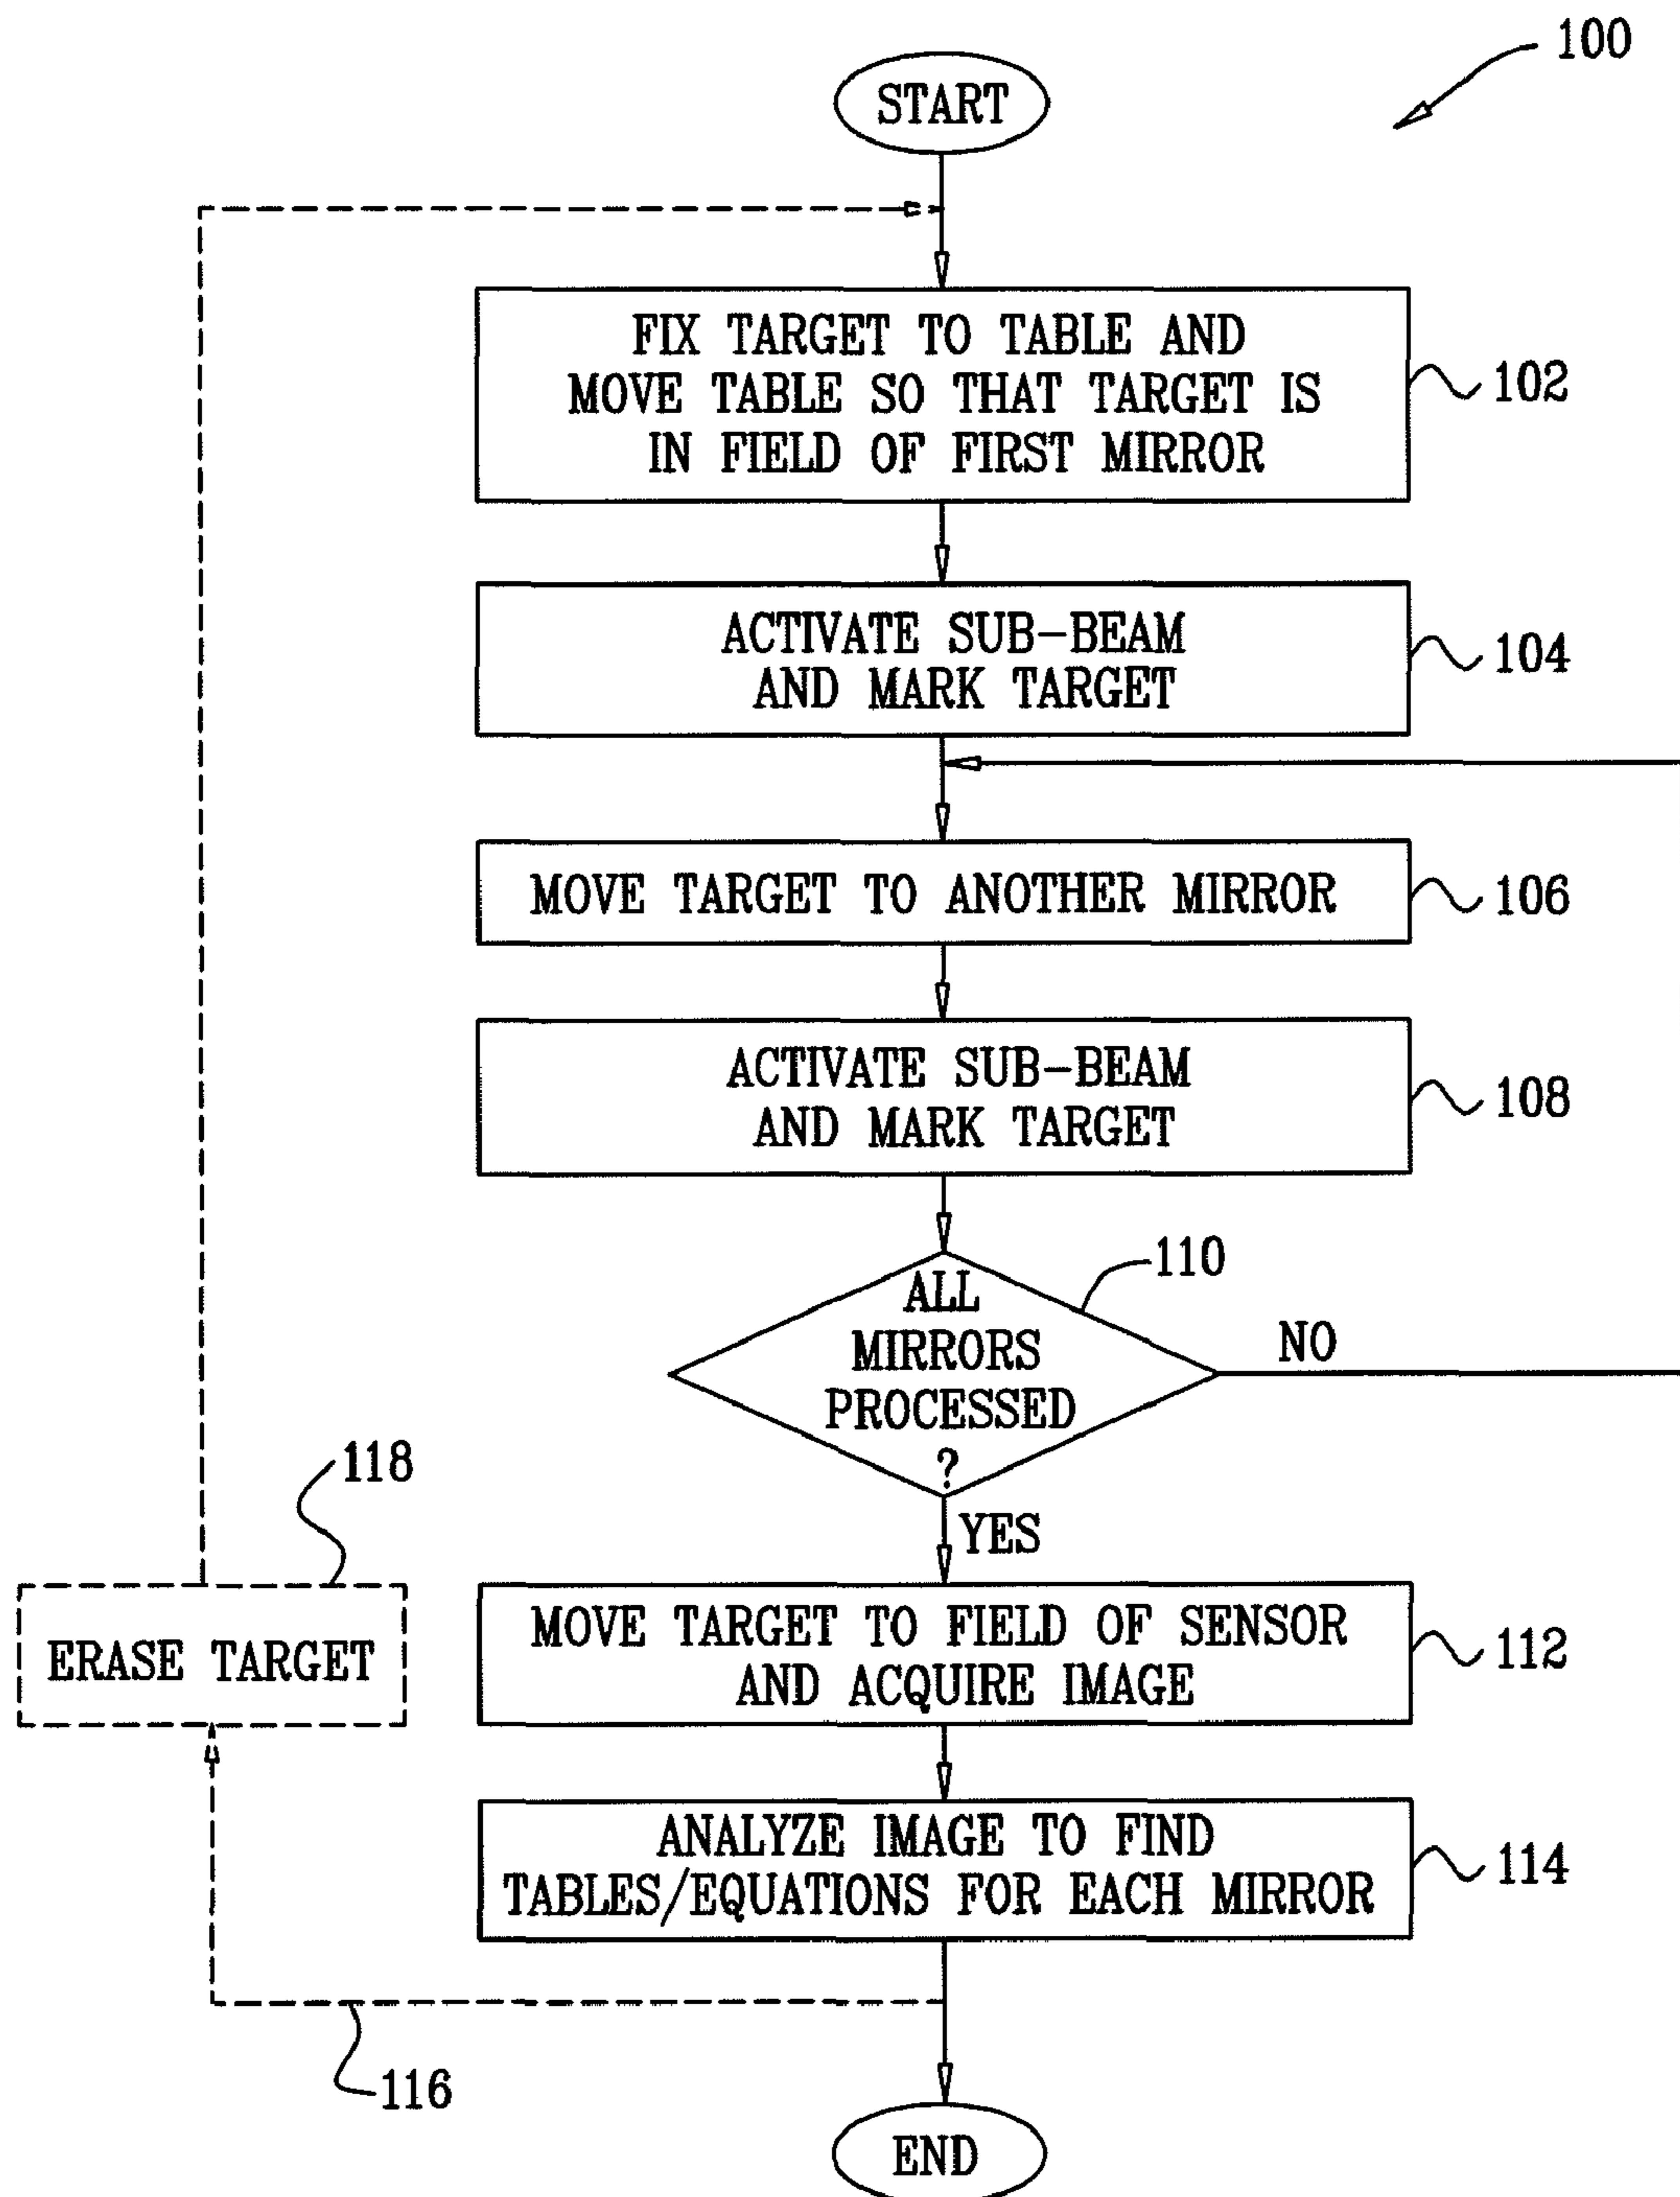 100
START
FIX TARGET TO TABLE AND
MOVE TABLE SO THAT TARGET IS
IN FIELD OF FIRST MIRROR
102
ACTIVATE SUB-BEAM
AND MARK TARGET
104
MOVE TARGET TO ANOTHER MIRROR
106
ACTIVATE SUB-BEAM
AND MARK TARGET
108
110
ALL
MIRRORS
PROCESSED
?
NO
YES
118
ERASE TARGET
MOVE TARGET TO FIELD OF SENSOR
AND ACQUIRE IMAGE
112
ANALYZE IMAGE TO FIND
TABLES/EQUATIONS FOR EACH MIRROR
114
116
END